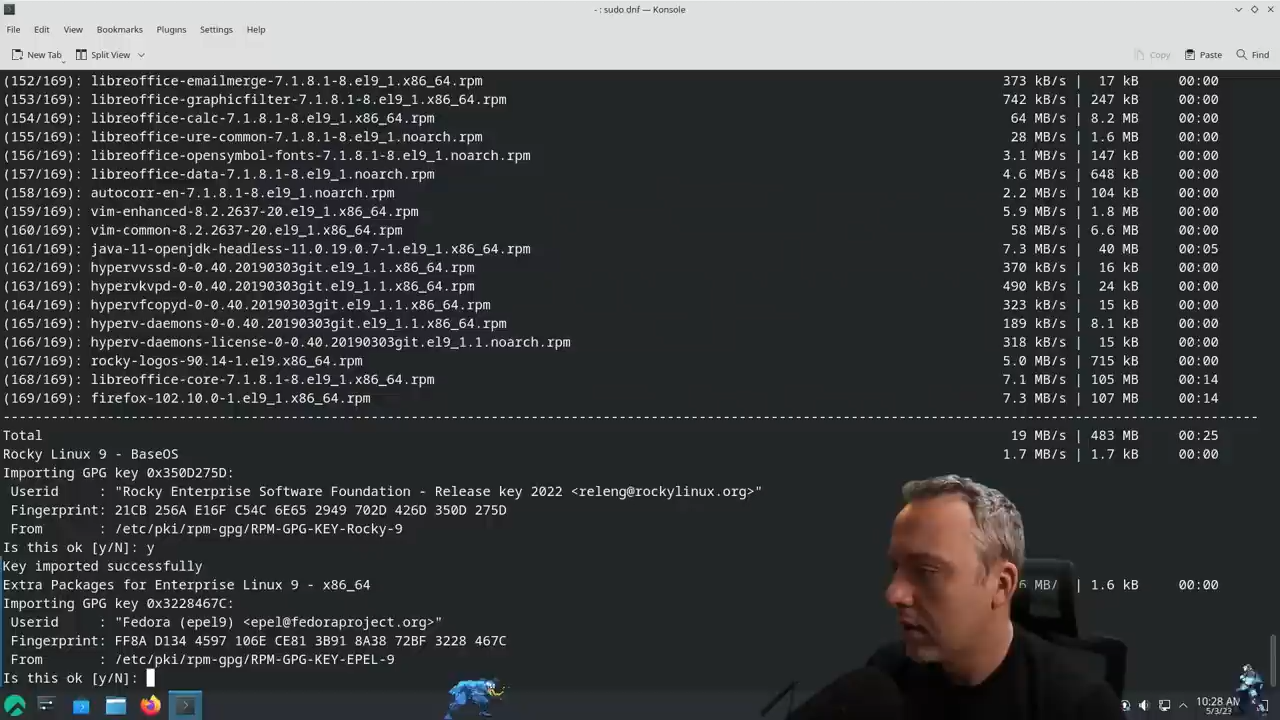 - : sudo dnf — Konsole
File Edit View Bookmarks Plugins Settings Help
New Tab Split View Copy Paste Find
(152/169): libreoffice-emailmerge-7.1.8.1-8.el9_1.x86_64.rpm 373 kB/s | 17 kB 00:00
(153/169): libreoffice-graphicfilter-7.1.8.1-8.el9_1.x86_64.rpm 742 kB/s | 247 kB 00:00
(154/169): libreoffice-calc-7.1.8.1-8.el9_1.x86_64.rpm 64 MB/s | 8.2 MB 00:00
(155/169): libreoffice-ure-common-7.1.8.1-8.el9_1.noarch.rpm 28 MB/s | 1.6 MB 00:00
(156/169): libreoffice-opensymbol-fonts-7.1.8.1-8.el9_1.noarch.rpm 3.1 MB/s | 147 kB 00:00
(157/169): libreoffice-data-7.1.8.1-8.el9_1.noarch.rpm 4.6 MB/s | 648 kB 00:00
(158/169): autocorr-en-7.1.8.1-8.el9_1.noarch.rpm 2.2 MB/s | 104 kB 00:00
(159/169): vim-enhanced-8.2.2637-20.el9_1.x86_64.rpm 5.9 MB/s | 1.8 MB 00:00
(160/169): vim-common-8.2.2637-20.el9_1.x86_64.rpm 58 MB/s | 6.6 MB 00:00
(161/169): java-11-openjdk-headless-11.0.19.0.7-1.el9_1.x86_64.rpm 7.3 MB/s | 40 MB 00:05
(162/169): hypervvssd-0-0.40.20190303git.el9_1.1.x86_64.rpm 370 kB/s | 16 kB 00:00
(163/169): hypervkvpd-0-0.40.20190303git.el9_1.1.x86_64.rpm 490 kB/s | 24 kB 00:00
(164/169): hypervfcopyd-0-0.40.20190303git.el9_1.1.x86_64.rpm 323 kB/s | 15 kB 00:00
(165/169): hyperv-daemons-0-0.40.20190303git.el9_1.1.x86_64.rpm 189 kB/s | 8.1 kB 00:00
(166/169): hyperv-daemons-license-0-0.40.20190303git.el9_1.1.noarch.rpm 318 kB/s | 15 kB 00:00
(167/169): rocky-logos-90.14-1.el9.x86_64.rpm 5.0 MB/s | 715 kB 00:00
(168/169): libreoffice-core-7.1.8.1-8.el9_1.x86_64.rpm 7.1 MB/s | 105 MB 00:14
(169/169): firefox-102.10.0-1.el9_1.x86_64.rpm 7.3 MB/s | 107 MB 00:14
--------------------------------------------------------------------------------------------------------------------------------------------------------------
Total 19 MB/s | 483 MB 00:25
Rocky Linux 9 - BaseOS 1.7 MB/s | 1.7 kB 00:00
Importing GPG key 0x350D275D:
Userid : "Rocky Enterprise Software Foundation - Release key 2022 <releng@rockylinux.org>"
Fingerprint: 21CB 256A E16F C54C 6E65 2949 702D 426D 350D 275D
From : /etc/pki/rpm-gpg/RPM-GPG-KEY-Rocky-9
Is this ok [y/N]: y
Key imported successfully
Extra Packages for Enterprise Linux 9 - x86_64 6 MB/ | 1.6 kB 00:00
Importing GPG key 0x3228467C:
Userid : "Fedora (epel9) <epel@fedoraproject.org>"
Fingerprint: FF8A D134 4597 106E CE81 3B91 8A38 72BF 3228 467C
From : /etc/pki/rpm-gpg/RPM-GPG-KEY-EPEL-9
Is this ok [y/N]:
10:28 AM
5/3/23